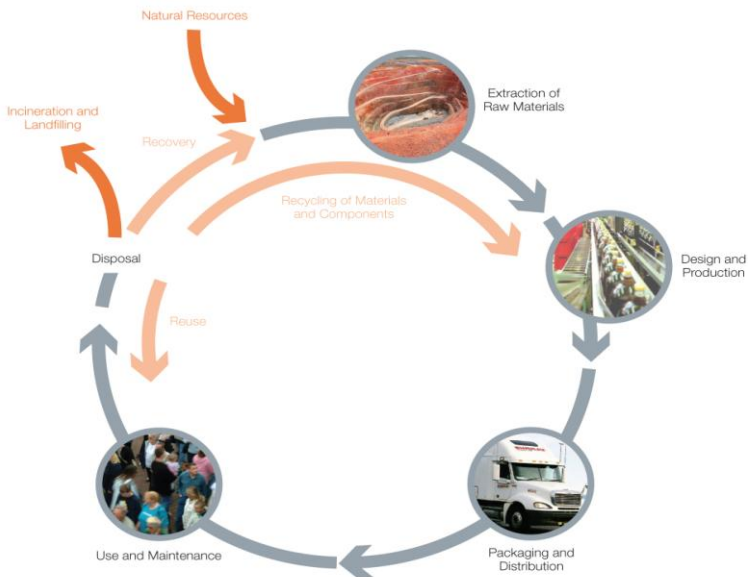 Natural Resources
Incineration and
Landfilling
Extraction of
Raw Materials
Recovery
Recycling of Materials
and Components
Disposal
Design and
Production
Reuse
Use and Maintenance
Packaging and
Distribution